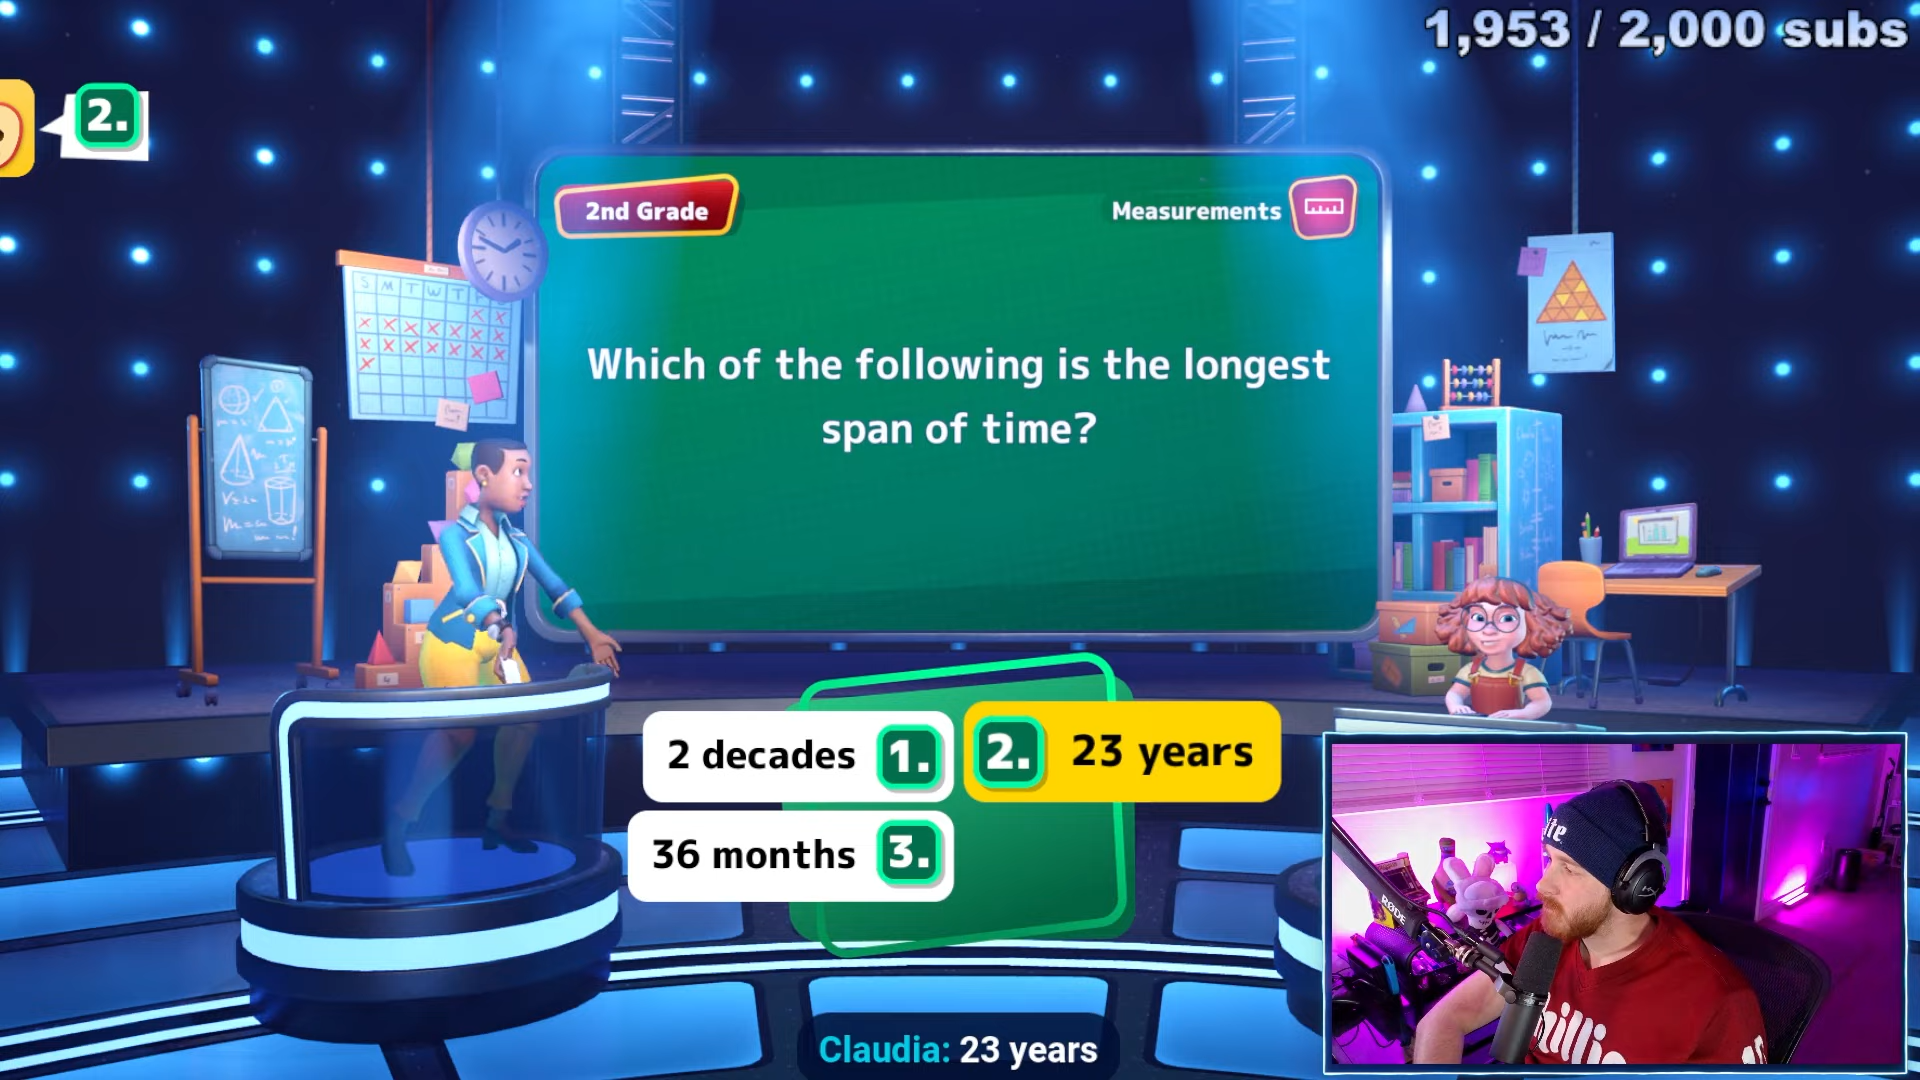 1,953 / 2,000 subs
2.
2nd Grade
Measurements
Which of the following is the longest
span of time?
S M T W T F
2 decades 1.
2. 23 years
36 months 3.
Claudia: 23 years
RØDE